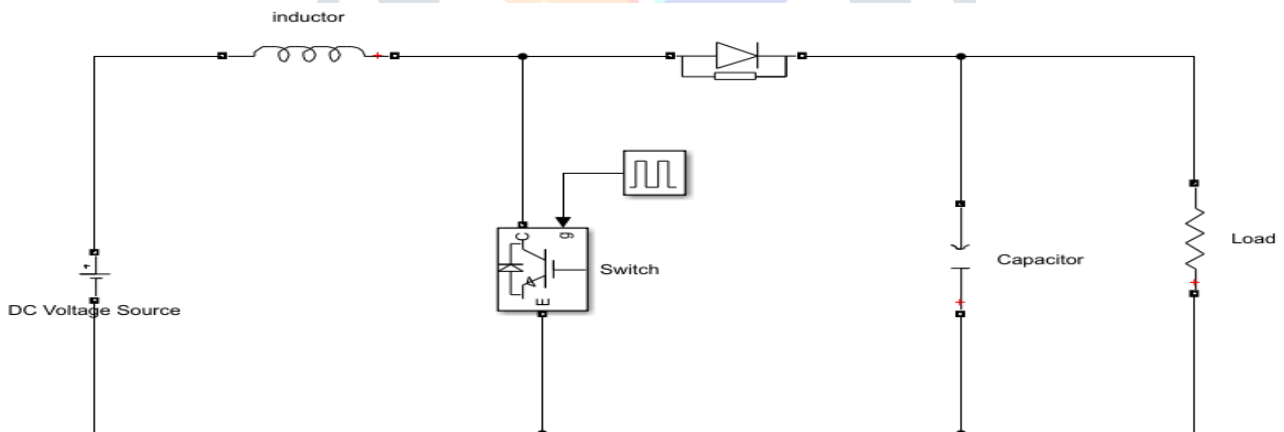 inductor
C
g
E
Switch
DC Voltage Source
Capacitor
Load